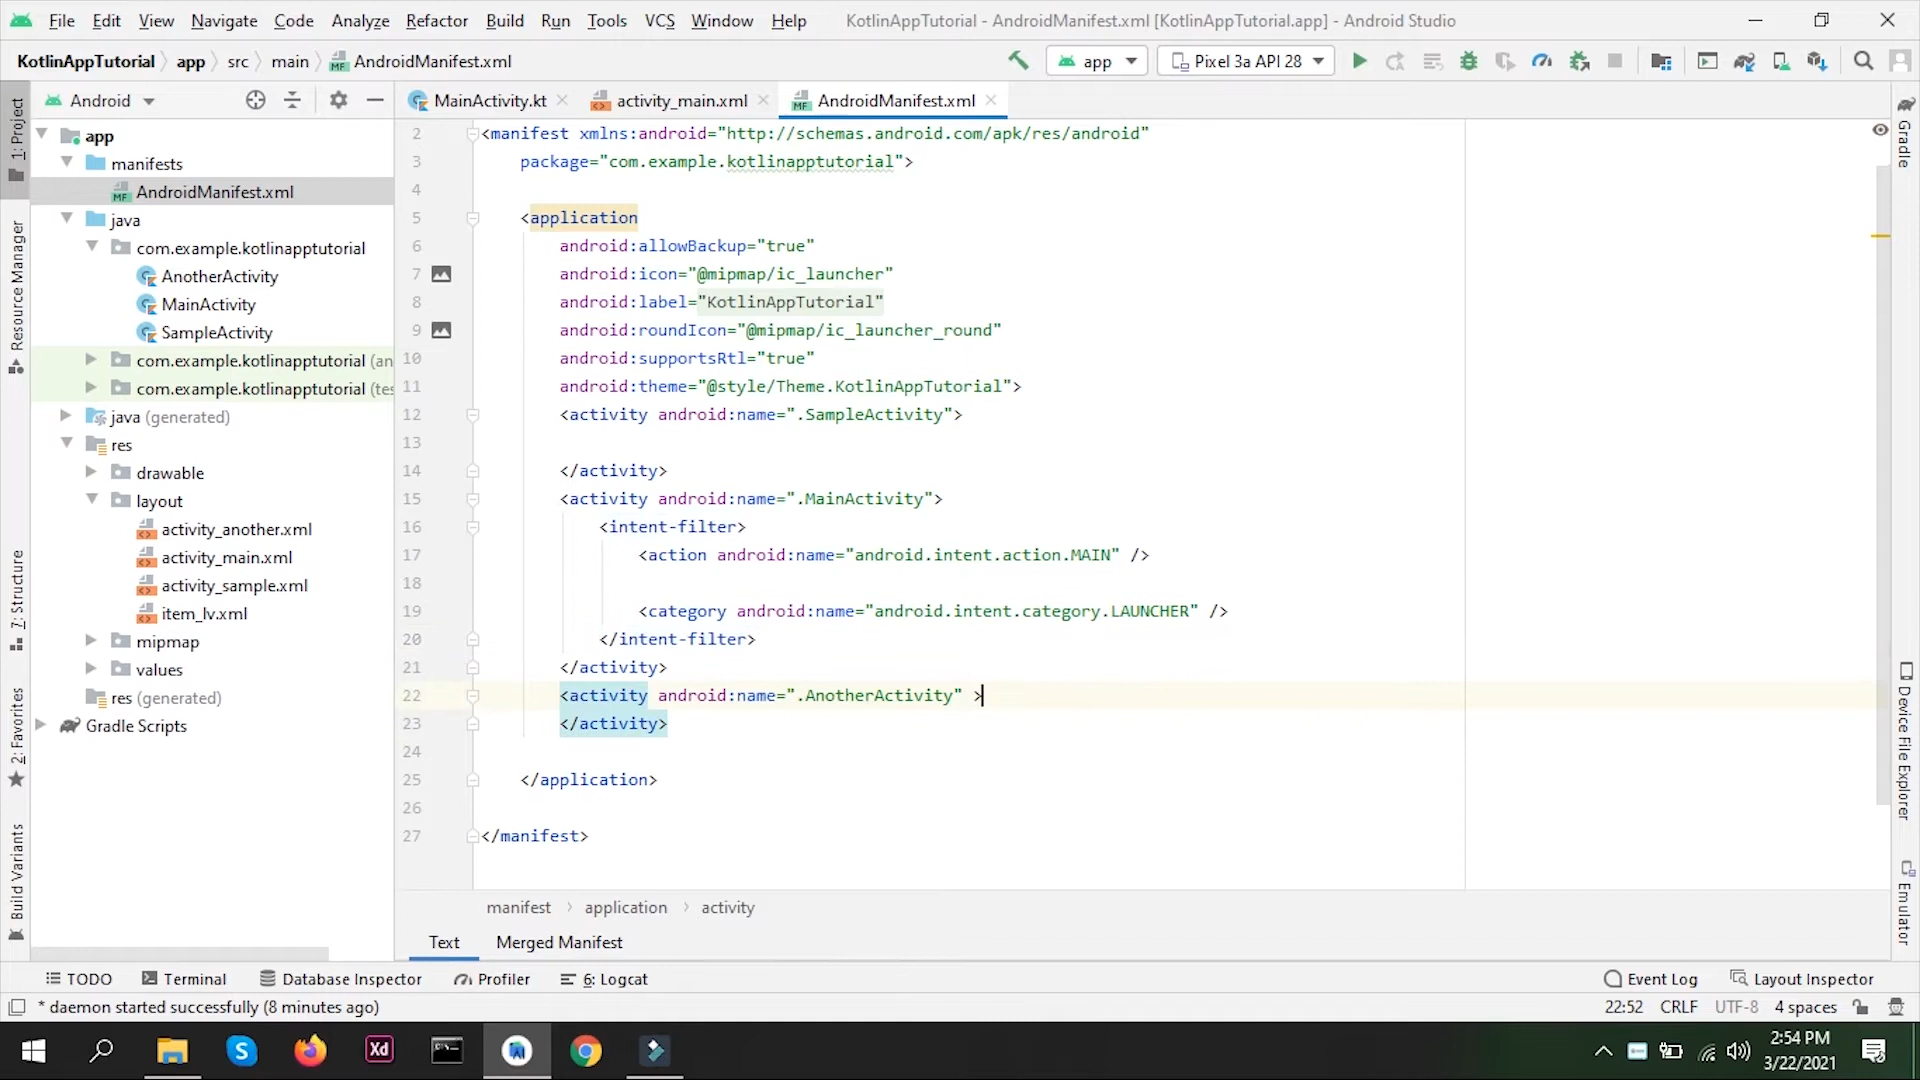 File Edit View Navigate Code Analyze Refactor Build Run Tools VCS Window Help KotlinAppTutorial - AndroidManifest.xml [KotlinAppTutorial.app] - Android Studio
KotlinAppTutorial app src main AndroidManifest.xml app Pixel 3a API 28
Android MainActivity.kt activity_main.xml AndroidManifest.xml
1: Project
Resource Manager
7: Structure
2: Favorites
Build Variants
app
manifests
AndroidManifest.xml
java
com.example.kotlinapptutorial
AnotherActivity
MainActivity
SampleActivity
com.example.kotlinapptutorial (an
com.example.kotlinapptutorial (tes
java (generated)
res
drawable
layout
activity_another.xml
activity_main.xml
activity_sample.xml
item_lv.xml
mipmap
values
res (generated)
Gradle Scripts
2 <manifest xmlns:android="http://schemas.android.com/apk/res/android"
3 package="com.example.kotlinapptutorial">
4
5 <application
6 android:allowBackup="true"
7 android:icon="@mipmap/ic_launcher"
8 android:label="KotlinAppTutorial"
9 android:roundIcon="@mipmap/ic_launcher_round"
10 android:supportsRtl="true"
11 android:theme="@style/Theme.KotlinAppTutorial">
12 <activity android:name=".SampleActivity">
13
14 </activity>
15 <activity android:name=".MainActivity">
16 <intent-filter>
17 <action android:name="android.intent.action.MAIN" />
18
19 <category android:name="android.intent.category.LAUNCHER" />
20 </intent-filter>
21 </activity>
22 <activity android:name=".AnotherActivity" >
23 </activity>
24
25 </application>
26
27 </manifest>
Gradle
Device File Explorer
Emulator
manifest application activity
Text Merged Manifest
TODO Terminal Database Inspector Profiler 6: Logcat Event Log Layout Inspector
* daemon started successfully (8 minutes ago) 22:52 CRLF UTF-8 4 spaces
Xd
2:54 PM
3/22/2021